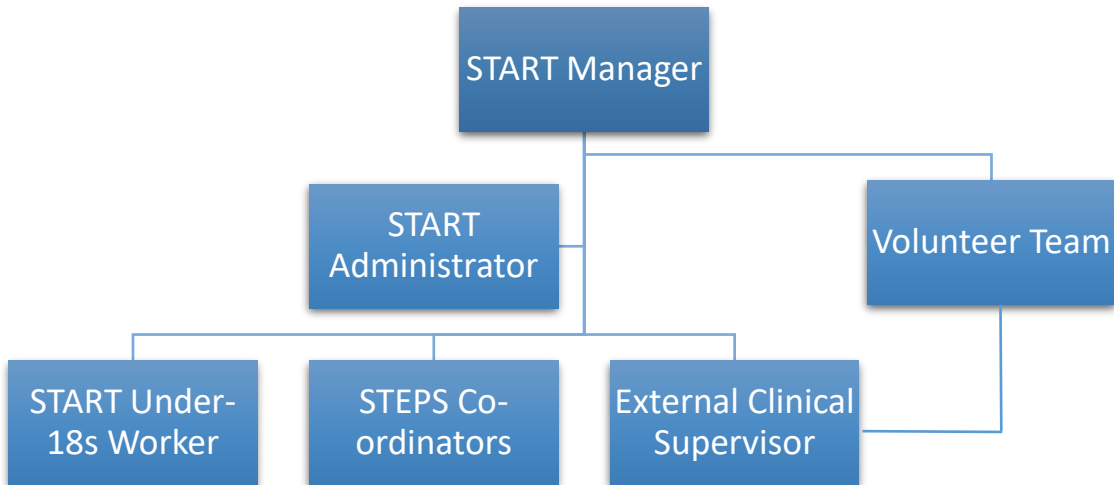 START Manager
START
Administrator
Volunteer Team
START Under-
18s Worker
STEPS Co-
ordinators
External Clinical
Supervisor